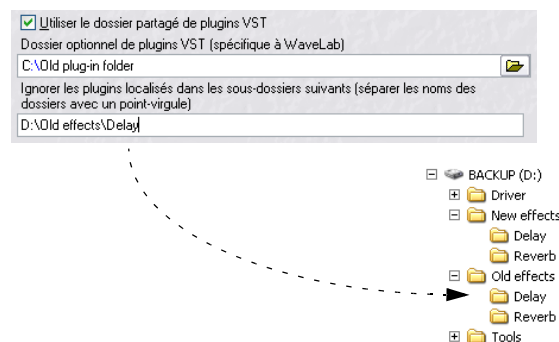 Utiliser le dossier partagé de plugins VST
Dossier optionnel de plugins VST (spécifique à WaveLab)
C:\Old plug-in folder
Ignorer les plugins localisés dans les sous-dossiers suivants (séparer les noms des
dossiers avec un point-virgule)
D:\Old effects\Delay
BACKUP (D:)
Driver
New effects
Delay
Reverb
Old effects
Delay
Reverb
Tools